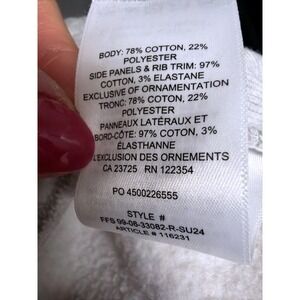 BODY: 78% COTTON, 22%
POLYESTER
SIDE PANELS & RIB TRIM: 97%
COTTON, 3% ELASTANE
EXCLUSIVE OF ORNAMENTATION
TRONC: 78% COTON, 22%
POLYESTER
PANNEAUX LATÉRAUX ET
BORD-CÔTE: 97% COTON, 3%
ÉLASTHANNE
L'EXCLUSION DES ORNEMENTS
CA 23725 RN 122354
PO 4500226555
STYLE #
FFS 99-08-33082-R-SU24
ARTICLE # 116231